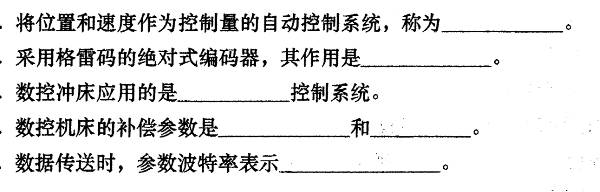 . 将位置和速度作为控制量的自动控制系统，称为____________。
. 采用格雷码的绝对式编码器，其作用是_____________。
. 数控冲床应用的是___________控制系统。
. 数控机床的补偿参数是_____________和__________。
. 数据传送时，参数波特率表示________________。